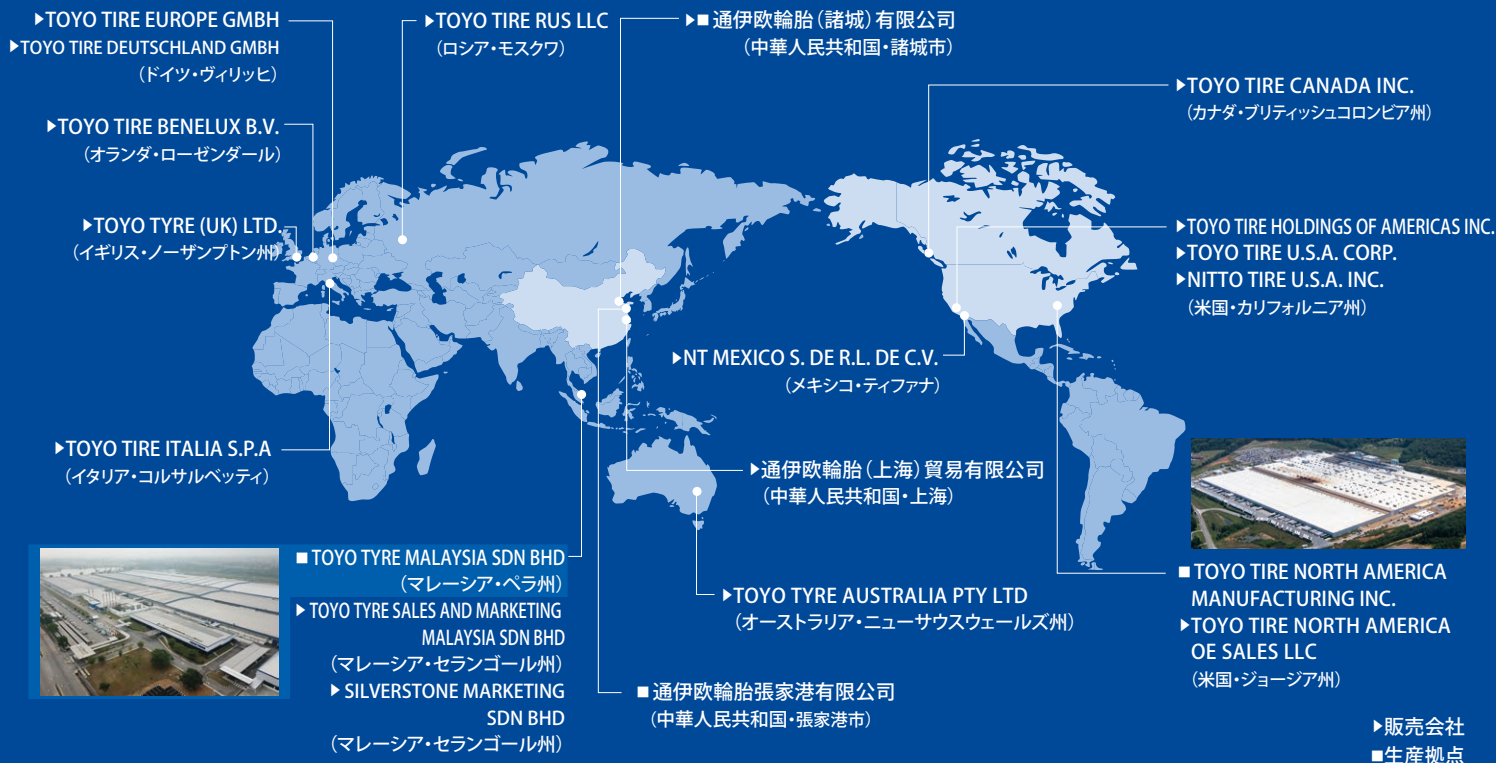 ▶TOYO TIRE EUROPE GMBH
▶TOYO TIRE DEUTSCHLAND GMBH
(ドイツ・ヴィリッヒ)
▶TOYO TIRE RUS LLC
(ロシア・モスクワ)
▶■通伊欧輪胎(諸城)有限公司
(中華人民共和国・諸城市)
▶TOYO TIRE CANADA INC.
(カナダ・ブリティッシュコロンビア州)
▶TOYO TIRE BENELUX B.V.
(オランダ・ローゼンダール)
▶TOYO TYRE (UK) LTD.
(イギリス・ノーザンプトン州)
▶TOYO TIRE HOLDINGS OF AMERICAS INC.
▶TOYO TIRE U.S.A. CORP.
▶NITTO TIRE U.S.A. INC.
(米国・カリフォルニア州)
▶NT MEXICO S. DE R.L. DE C.V.
(メキシコ・ティファナ)
▶TOYO TIRE ITALIA S.P.A
(イタリア・コルサルベッティ)
▶通伊欧輪胎(上海)貿易有限公司
(中華人民共和国・上海)
■TOYO TYRE MALAYSIA SDN BHD
(マレーシア・ペラ州)
▶TOYO TYRE SALES AND MARKETING
MALAYSIA SDN BHD
(マレーシア・セランゴール州)
▶SILVERSTONE MARKETING
SDN BHD
(マレーシア・セランゴール州)
▶TOYO TYRE AUSTRALIA PTY LTD
(オーストラリア・ニューサウスウェールズ州)
■通伊欧輪胎張家港有限公司
(中華人民共和国・張家港市)
■TOYO TIRE NORTH AMERICA
MANUFACTURING INC.
▶TOYO TIRE NORTH AMERICA
OE SALES LLC
(米国・ジョージア州)
▶販売会社
■生産拠点